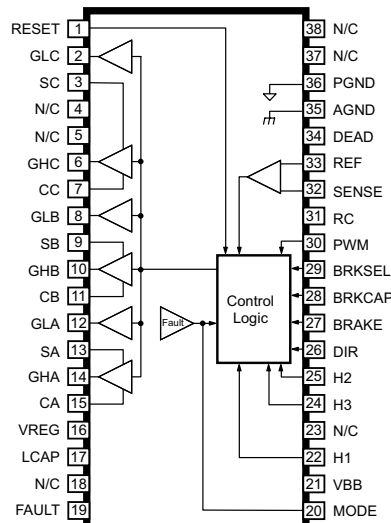 RESET 1
GLC 2
SC 3
N/C 4
N/C 5
GHC 6
CC 7
GLB 8
SB 9
GHB 10
CB 11
GLA 12
SA 13
GHA 14
CA 15
VREG 16
LCAP 17
N/C 18
FAULT 19
Fault
Control
Logic
38 N/C
37 N/C
36 PGND
35 AGND
34 DEAD
33 REF
32 SENSE
31 RC
30 PWM
29 BRKSEL
28 BRKCAP
27 BRAKE
26 DIR
25 H2
24 H3
23 N/C
22 H1
21 VBB
20 MODE